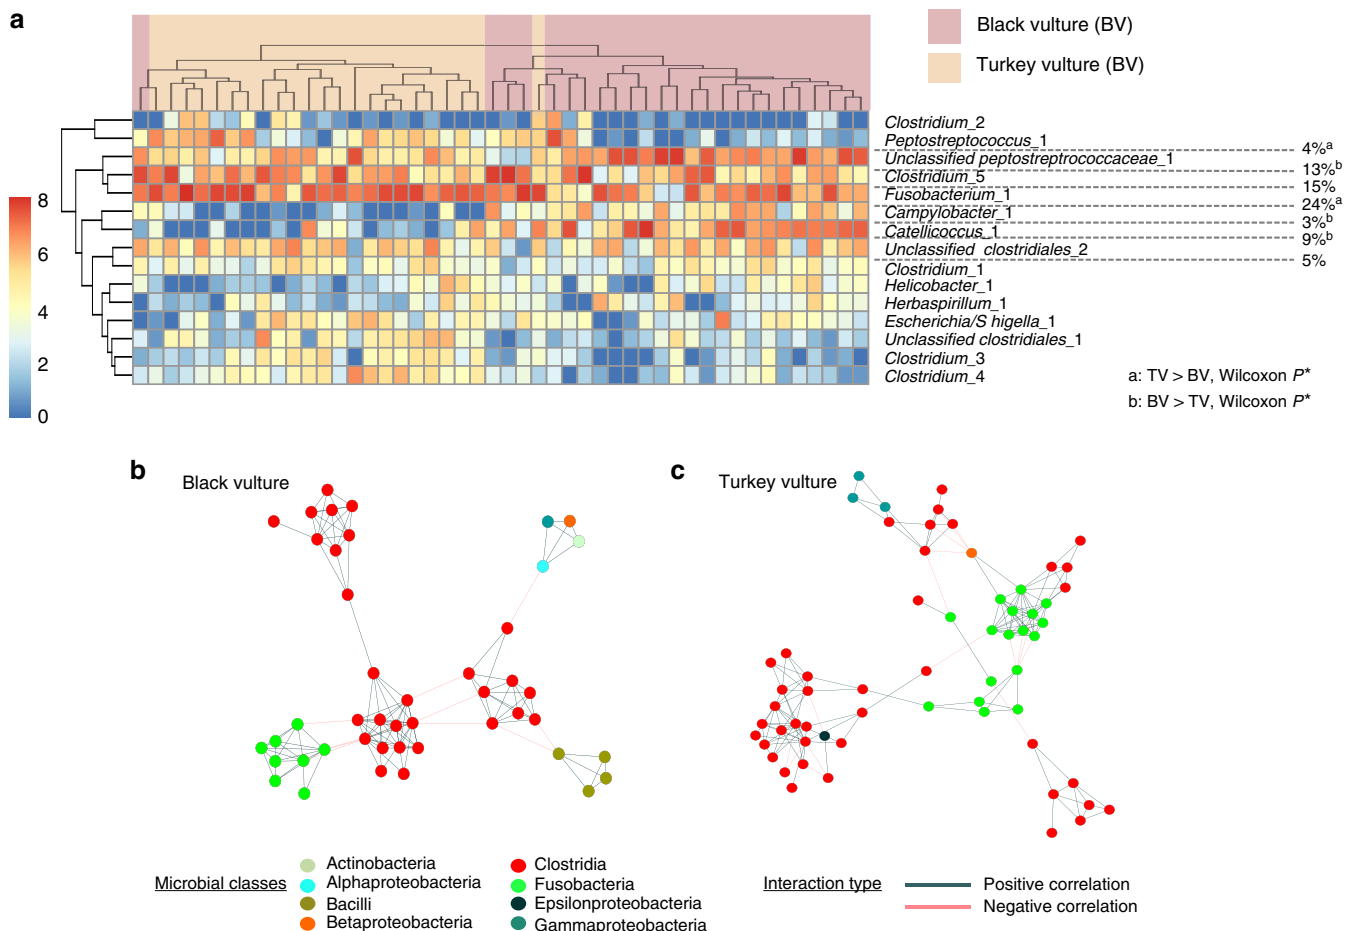 a
Black vulture (BV)
Turkey vulture (BV)
Clostridium_2
Peptostreptococcus_1
4%a
Unclassified peptostreptrococcaceae_1
13%b
Clostridium_5
15%
Fusobacterium_1
24%a
Campylobacter_1
3%b
Catellicoccus_1
9%b
Unclassified clostridiales_2
5%
Clostridium_1
Helicobacter_1
Herbaspirillum_1
Escherichia/S higella_1
Unclassified clostridiales_1
Clostridium_3
Clostridium_4
8
6
4
2
0
a: TV > BV, Wilcoxon P*
b: BV > TV, Wilcoxon P*
b
Black vulture
c
Turkey vulture
Microbial classes
Actinobacteria
Alphaproteobacteria
Bacilli
Betaproteobacteria
Clostridia
Fusobacteria
Epsilonproteobacteria
Gammaproteobacteria
Interaction type
Positive correlation
Negative correlation